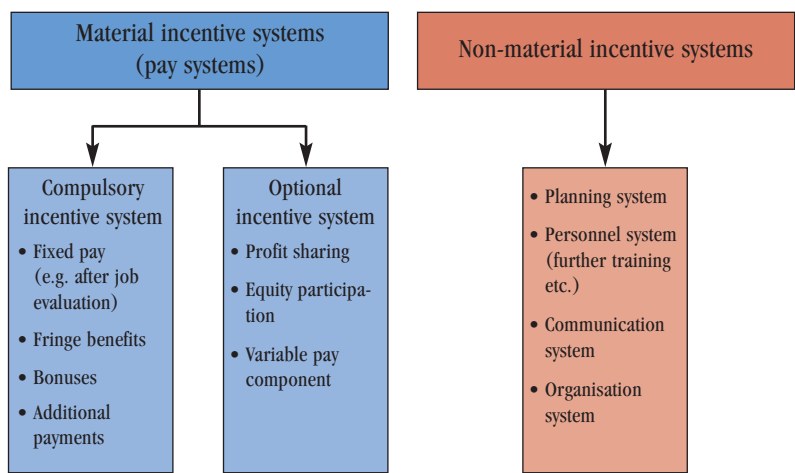 Material incentive systems
(pay systems)
Non-material incentive systems
Compulsory
incentive system
• Fixed pay
(e.g. after job
evaluation)
• Fringe benefits
• Bonuses
• Additional
payments
Optional
incentive system
• Profit sharing
• Equity participa-
tion
• Variable pay
component
• Planning system
• Personnel system
(further training
etc.)
• Communication
system
• Organisation
system